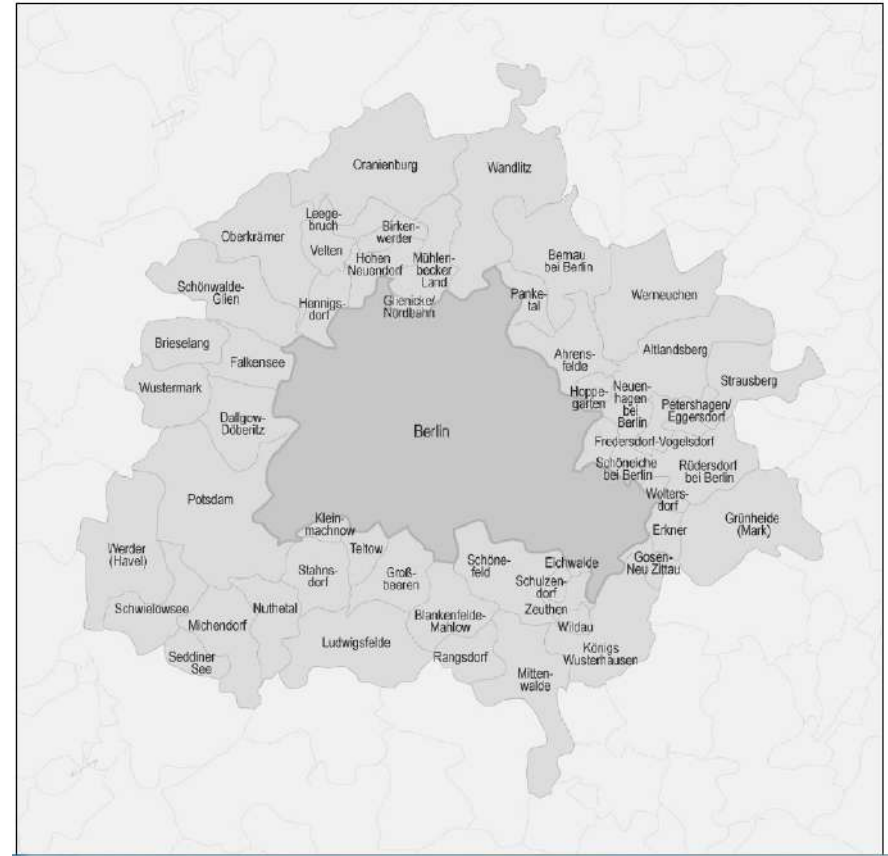 Oranienburg
Wandlitz
Leege-
bruch
Birken-
werder
Oberkrämer
Velten
Hohen
Neuendorf
Mühlen-
becker
Land
Bernau
bei Berlin
Schönwalde-
Glien
Hennigs-
dorf
Glienicke/
Nordbahn
Panke-
tal
Werneuchen
Brieselang
Falkensee
Ahrens-
felde
Altlandsberg
Wustermark
Hoppe-
garten
Neuen-
hagen
bei
Berlin
Strausberg
Petershagen/
Eggersdorf
Dallgow-
Döberitz
Berlin
Fredersdorf-Vogelsdorf
Schöneiche
bei Berlin
Rüdersdorf
bei Berlin
Potsdam
Woltersdorf
Klein-
machnow
Erkner
Grünheide
(Mark)
Werder
(Havel)
Teltow
Schöne-
feld
Eichwalde
Gosen-
Neu Zittau
Stahns-
dorf
Groß-
beeren
Schulzen-
dorf
Schwielowsee
Nuthetal
Zeuthen
Michendorf
Blankenfelde-
Mahlow
Wildau
Ludwigsfelde
Königs
Wusterhausen
Seddiner
See
Rangsdorf
Mitten-
walde